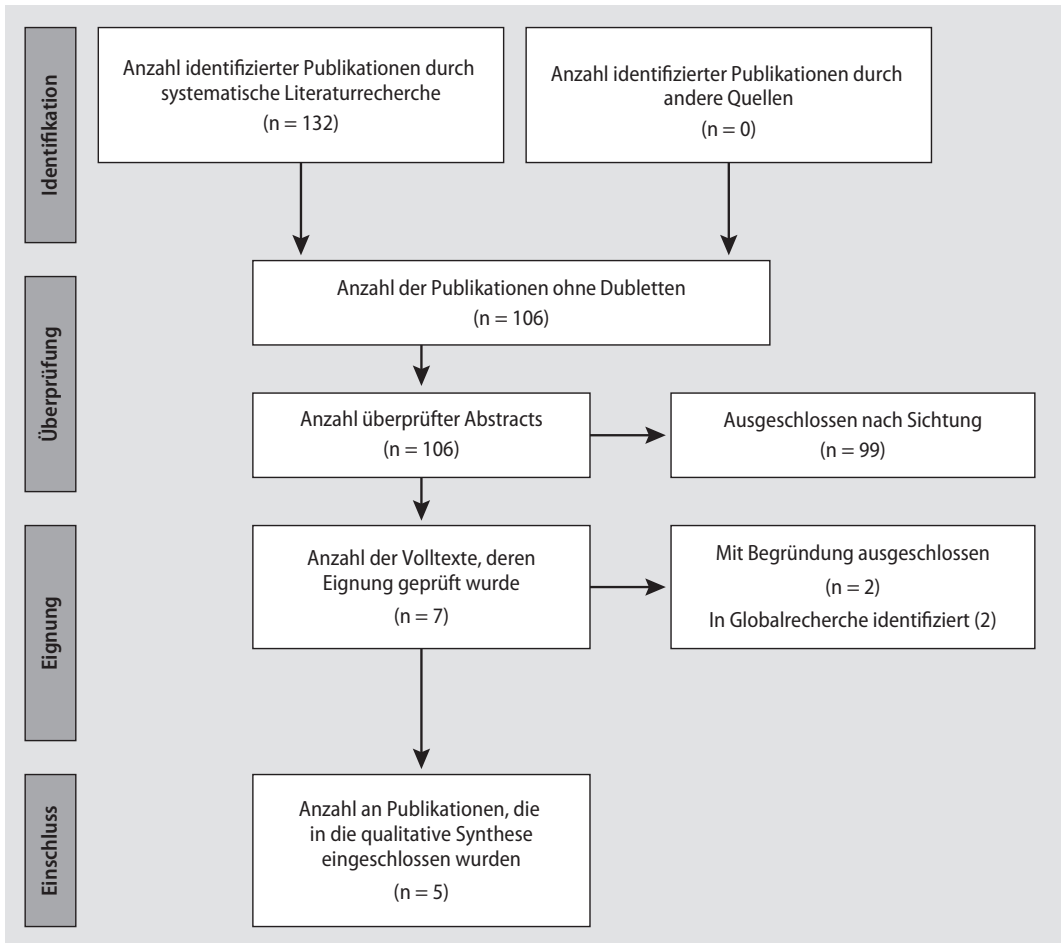 Identifikation
Anzahl identifizierter Publikationen durch
systematische Literaturrecherche
(n = 132)
Anzahl identifizierter Publikationen durch
andere Quellen
(n = 0)
Überprüfung
Anzahl der Publikationen ohne Dubletten
(n = 106)
Anzahl überprüfter Abstracts
(n = 106)
Ausgeschlossen nach Sichtung
(n = 99)
Eignung
Anzahl der Volltexte, deren
Eignung geprüft wurde
(n = 7)
Mit Begründung ausgeschlossen
(n = 2)
In Globalrecherche identifiziert (2)
Einschluss
Anzahl an Publikationen, die
in die qualitative Synthese
eingeschlossen wurden
(n = 5)